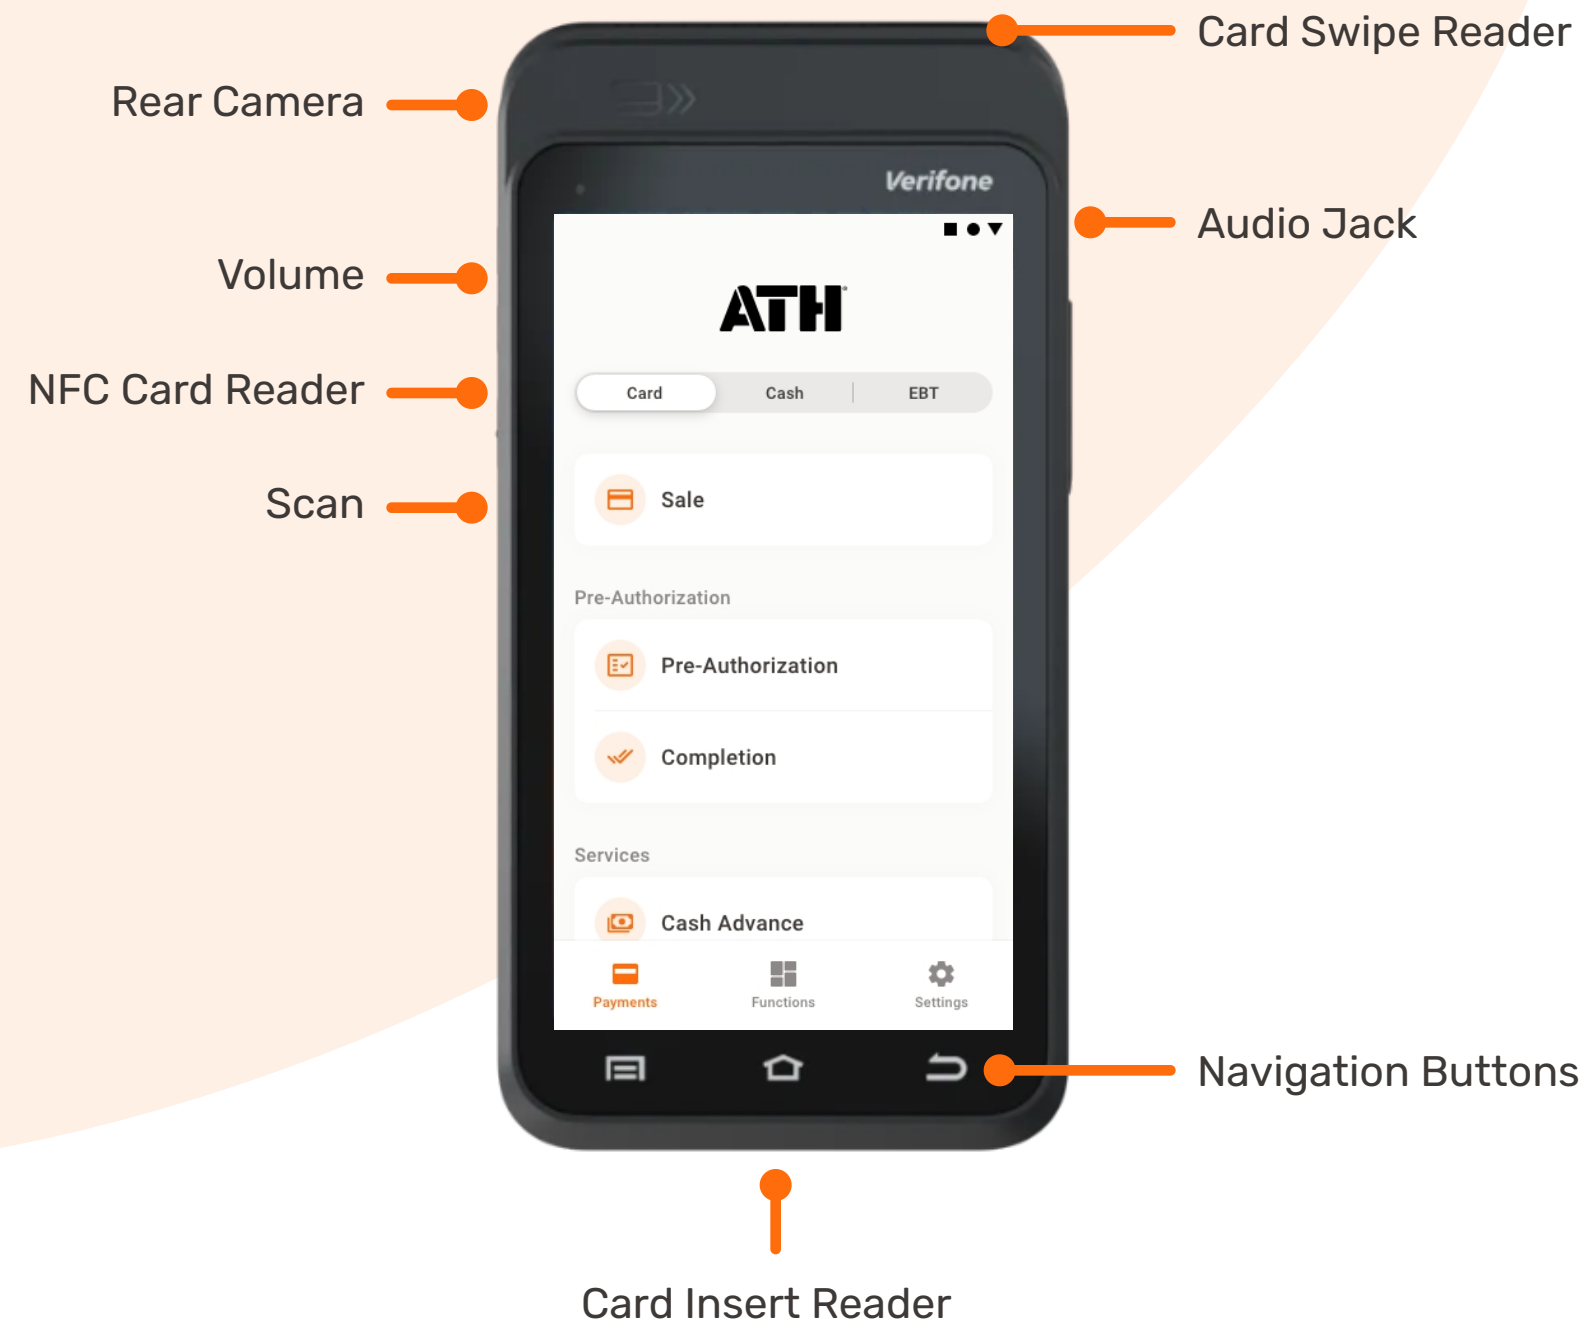 Card Swipe Reader
Rear Camera
Verifone
Audio Jack
Volume
ATH
NFC Card Reader
Card Cash EBT
Scan
Sale
Pre-Authorization
Pre-Authorization
Completion
Services
Cash Advance
Payments Functions Settings
Navigation Buttons
Card Insert Reader